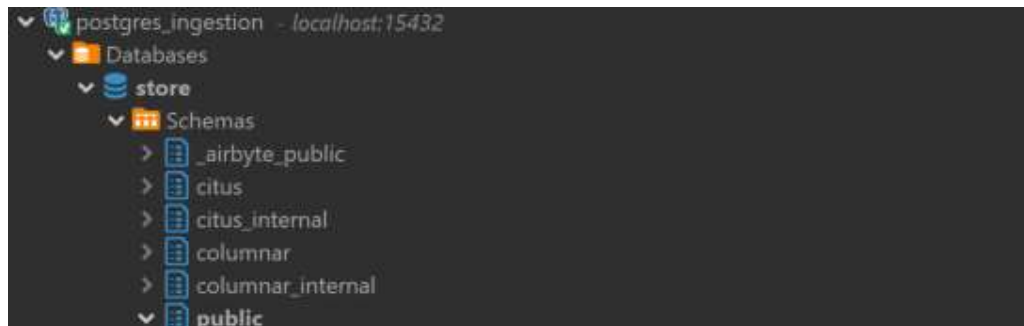 postgres_ingestion - localhost:15432
Databases
store
Schemas
_airbyte_public
citus
citus_internal
columnar
columnar_internal
public